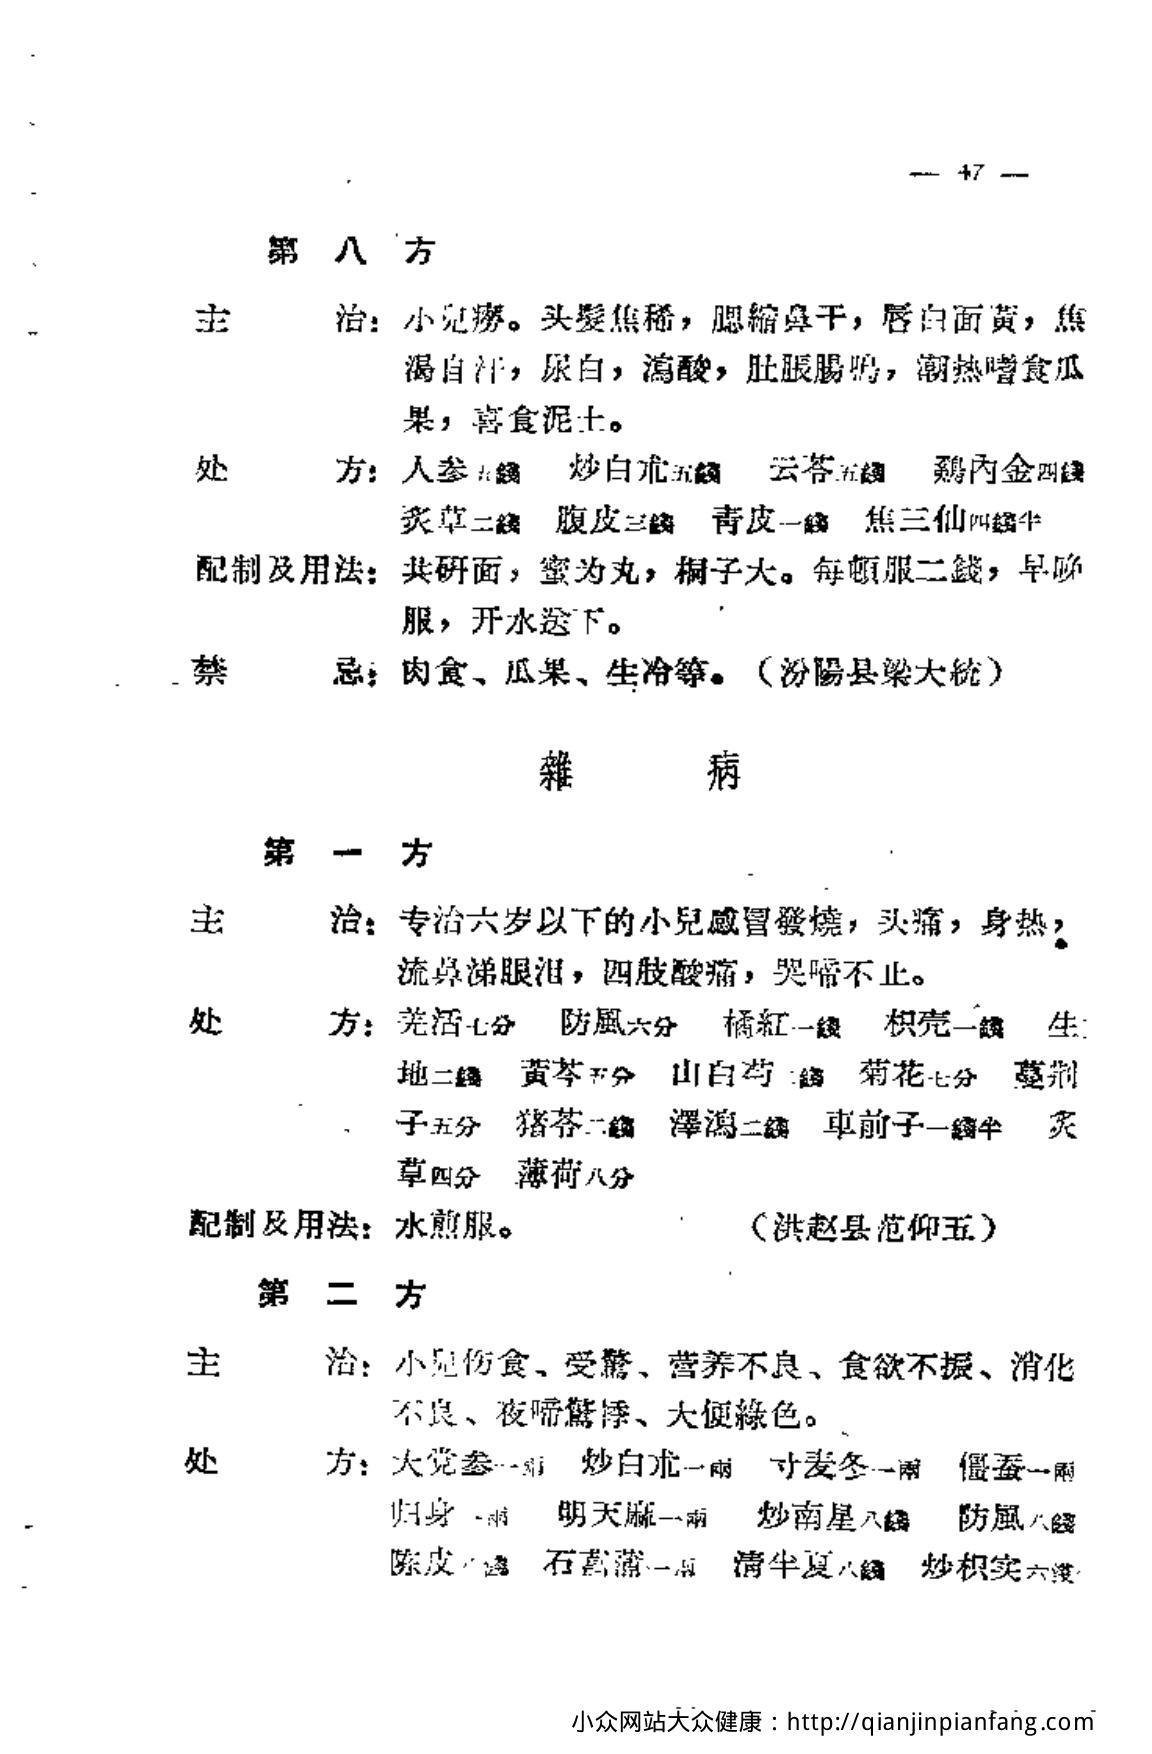 — 47 —
第八方
主治：小兒癆。头髮焦稀，腮縮鼻干，唇白面黃，焦
渴自汗，尿白，瀉酸，肚脹腸鳴，潮热嗜食瓜
果，喜食泥土。
处方：人参五錢 炒白朮五錢 云苓五錢 鷄內金四錢
炙草二錢 腹皮三錢 青皮一錢 焦三仙四錢半
配制及用法：共研面，蜜为丸，桐子大。每頓服二錢，早晚
服，开水送下。
禁忌：肉食、瓜果、生冷等。（汾陽县梁大統）
雜病
第一方
主治：专治六岁以下的小兒感冒發燒，头痛，身热，
流鼻涕眼泪，四肢酸痛，哭啼不止。
处方：羌活七分 防風六分 橘紅一錢 枳壳一錢 生
地二錢 黃芩五分 山白芍二錢 菊花七分 蔓荆
子五分 猪苓二錢 澤瀉二錢 車前子一錢半 炙
草四分 薄荷八分
配制及用法：水煎服。（洪赵县范仰五）
第二方
主治：小兒伤食、受驚、营养不良、食欲不振、消化
不良、夜啼驚悸、大便綠色。
处方：大党参一兩 炒白朮一兩 寸麦冬一兩 僵蚕一兩
归身一兩 明天麻一兩 炒南星八錢 防風八錢
陈皮八錢 石菖蒲一兩 清半夏八錢 炒枳实六錢
小众网站大众健康：http://qianjinpianfang.com